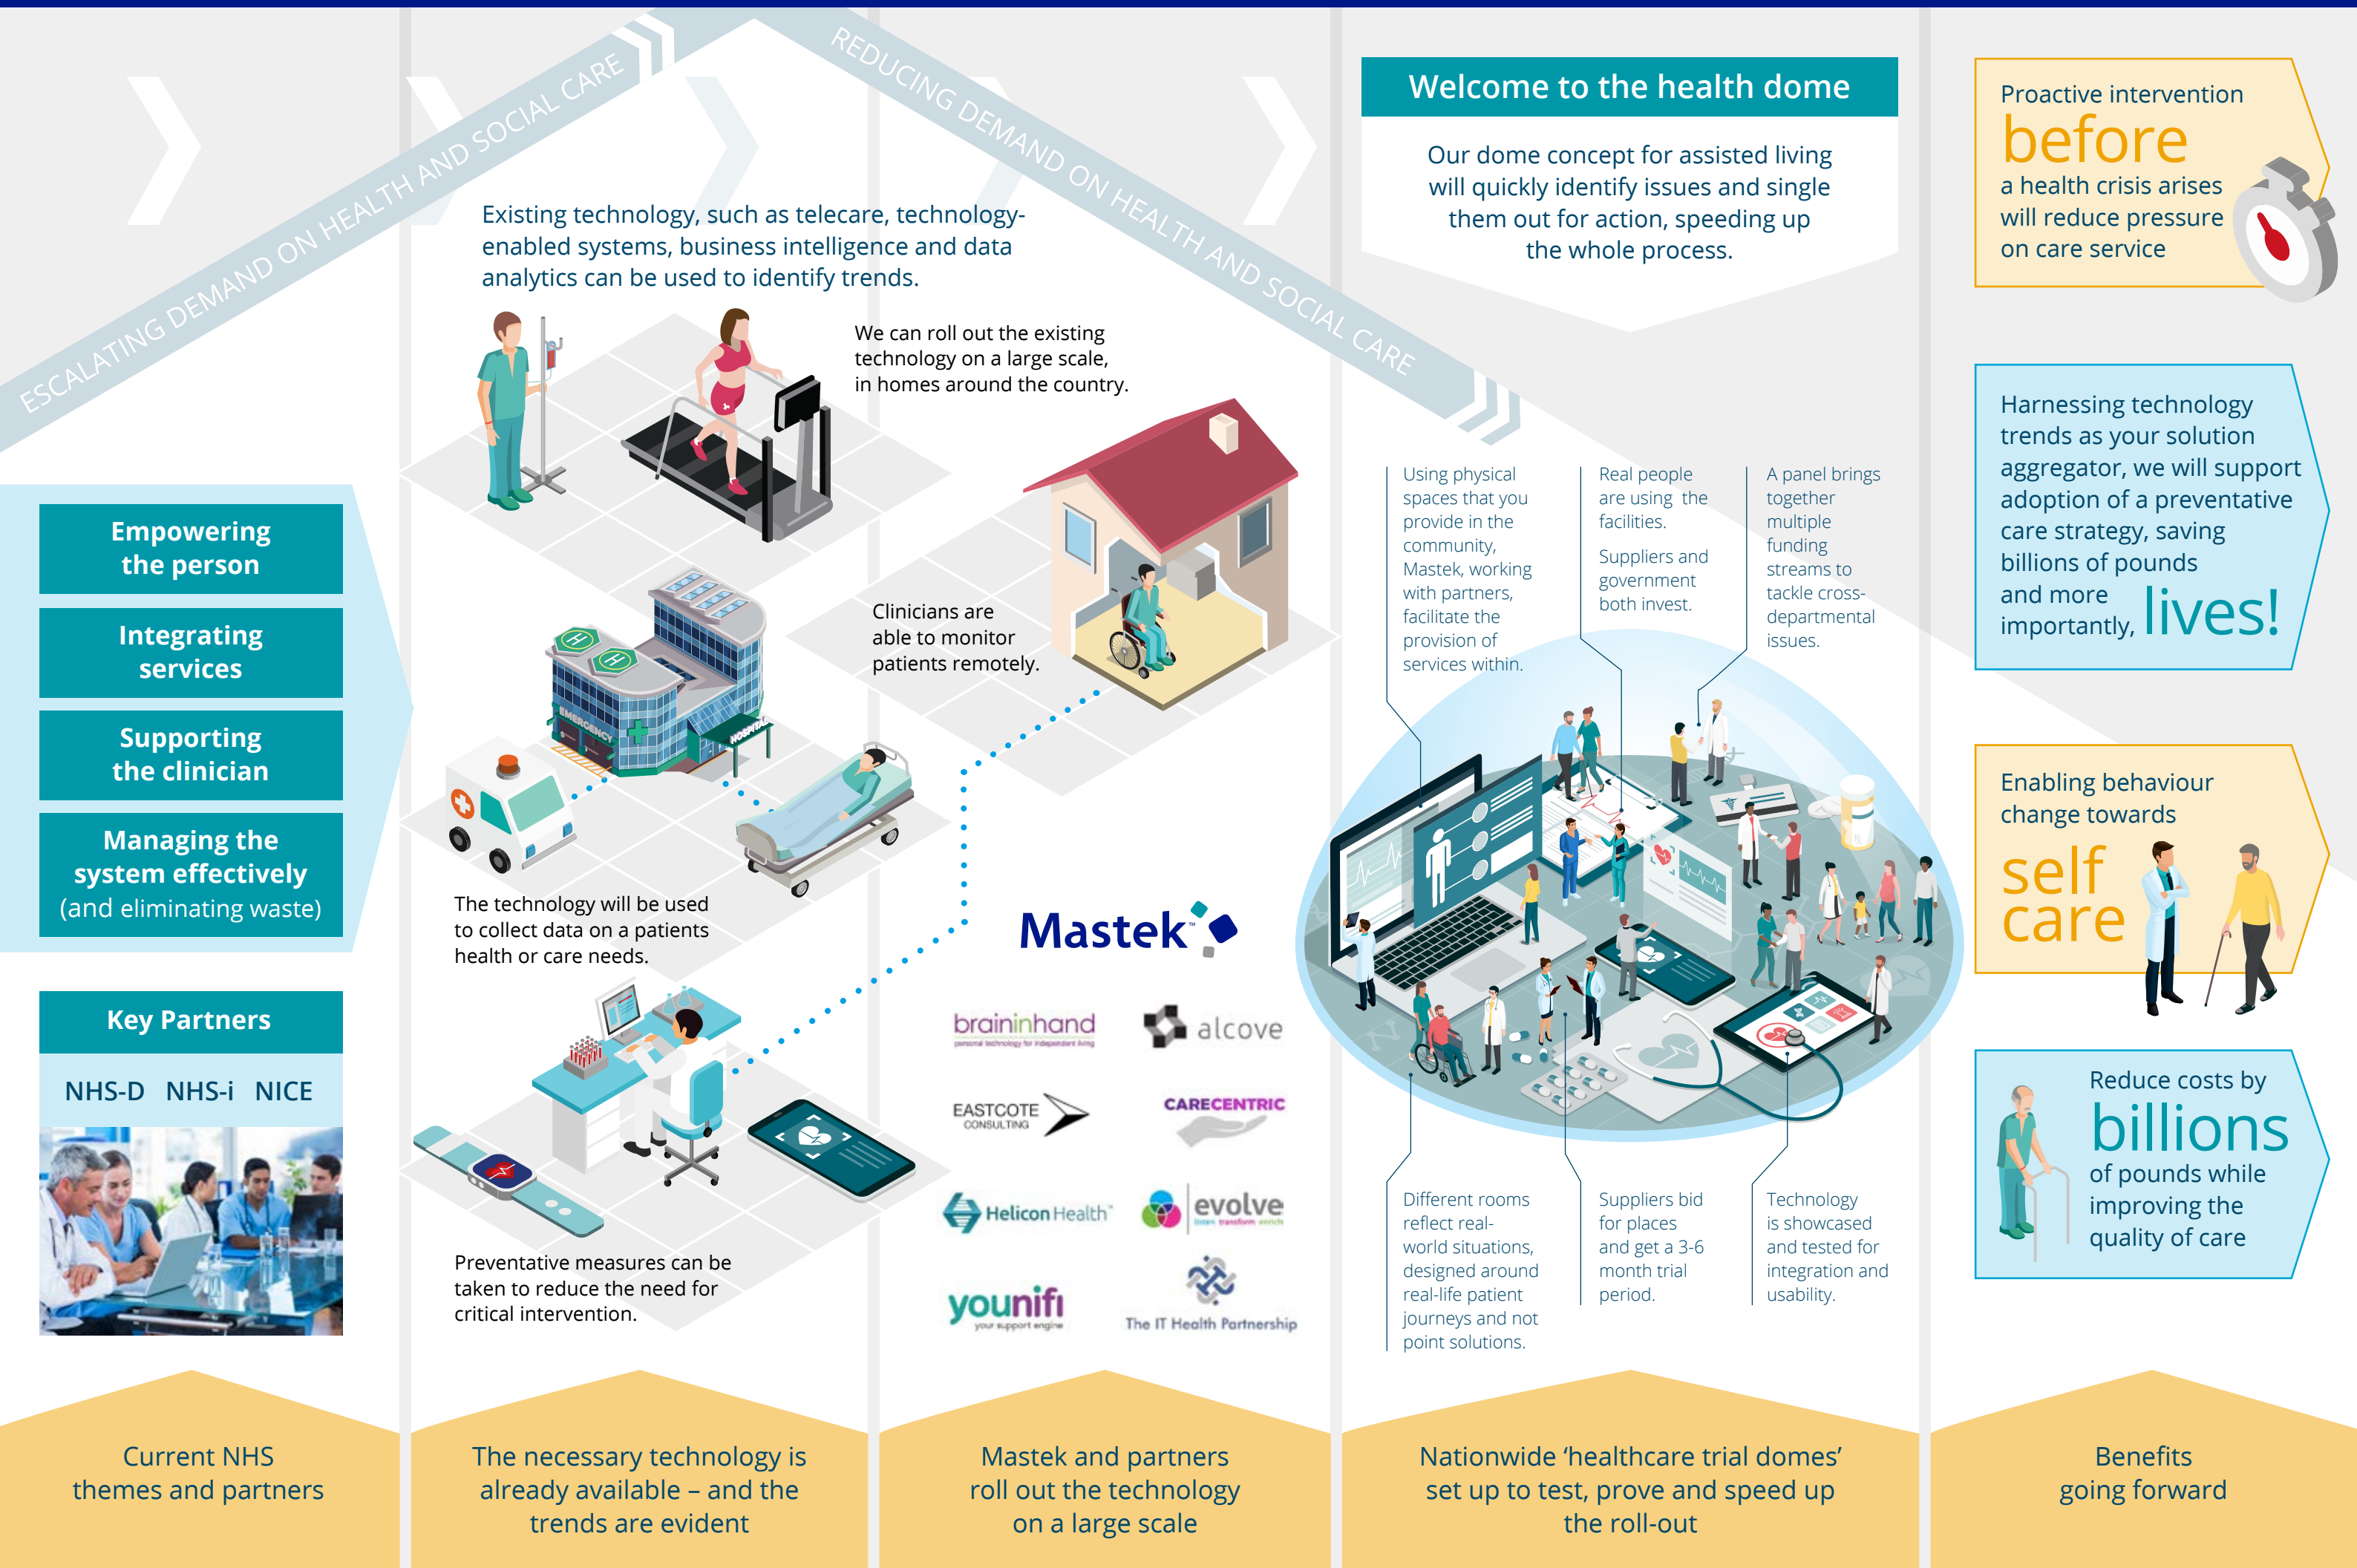 ESCALATING DEMAND ON HEALTH AND SOCIAL CARE
REDUCING DEMAND ON HEALTH AND SOCIAL CARE
Empowering
the person
Integrating
services
Supporting
the clinician
Managing the
system effectively
(and eliminating waste)
Key Partners
NHS-D NHS-i NICE
Current NHS
themes and partners
Existing technology, such as telecare, technology-
enabled systems, business intelligence and data
analytics can be used to identify trends.
We can roll out the existing
technology on a large scale,
in homes around the country.
Clinicians are
able to monitor
patients remotely.
H
H
EMERGENCY
HOSPITAL
The technology will be used
to collect data on a patients
health or care needs.
Preventative measures can be
taken to reduce the need for
critical intervention.
The necessary technology is
already available – and the
trends are evident
Mastek™
braininhand
personal technology for independent living
alcove
EASTCOTE
CONSULTING
CARECENTRIC
Helicon Health™
evolve
listen transform enrich
younifi
your support engine
The IT Health Partnership
Mastek and partners
roll out the technology
on a large scale
Welcome to the health dome
Our dome concept for assisted living
will quickly identify issues and single
them out for action, speeding up
the whole process.
Using physical
spaces that you
provide in the
community,
Mastek, working
with partners,
facilitate the
provision of
services within.
Real people
are using the
facilities.
Suppliers and
government
both invest.
A panel brings
together
multiple
funding
streams to
tackle cross-
departmental
issues.
Different rooms
reflect real-
world situations,
designed around
real-life patient
journeys and not
point solutions.
Suppliers bid
for places
and get a 3-6
month trial
period.
Technology
is showcased
and tested for
integration and
usability.
Nationwide ‘healthcare trial domes’
set up to test, prove and speed up
the roll-out
Proactive intervention
before
a health crisis arises
will reduce pressure
on care service
Harnessing technology
trends as your solution
aggregator, we will support
adoption of a preventative
care strategy, saving
billions of pounds
and more
importantly, lives!
Enabling behaviour
change towards
self
care
Reduce costs by
billions
of pounds while
improving the
quality of care
Benefits
going forward